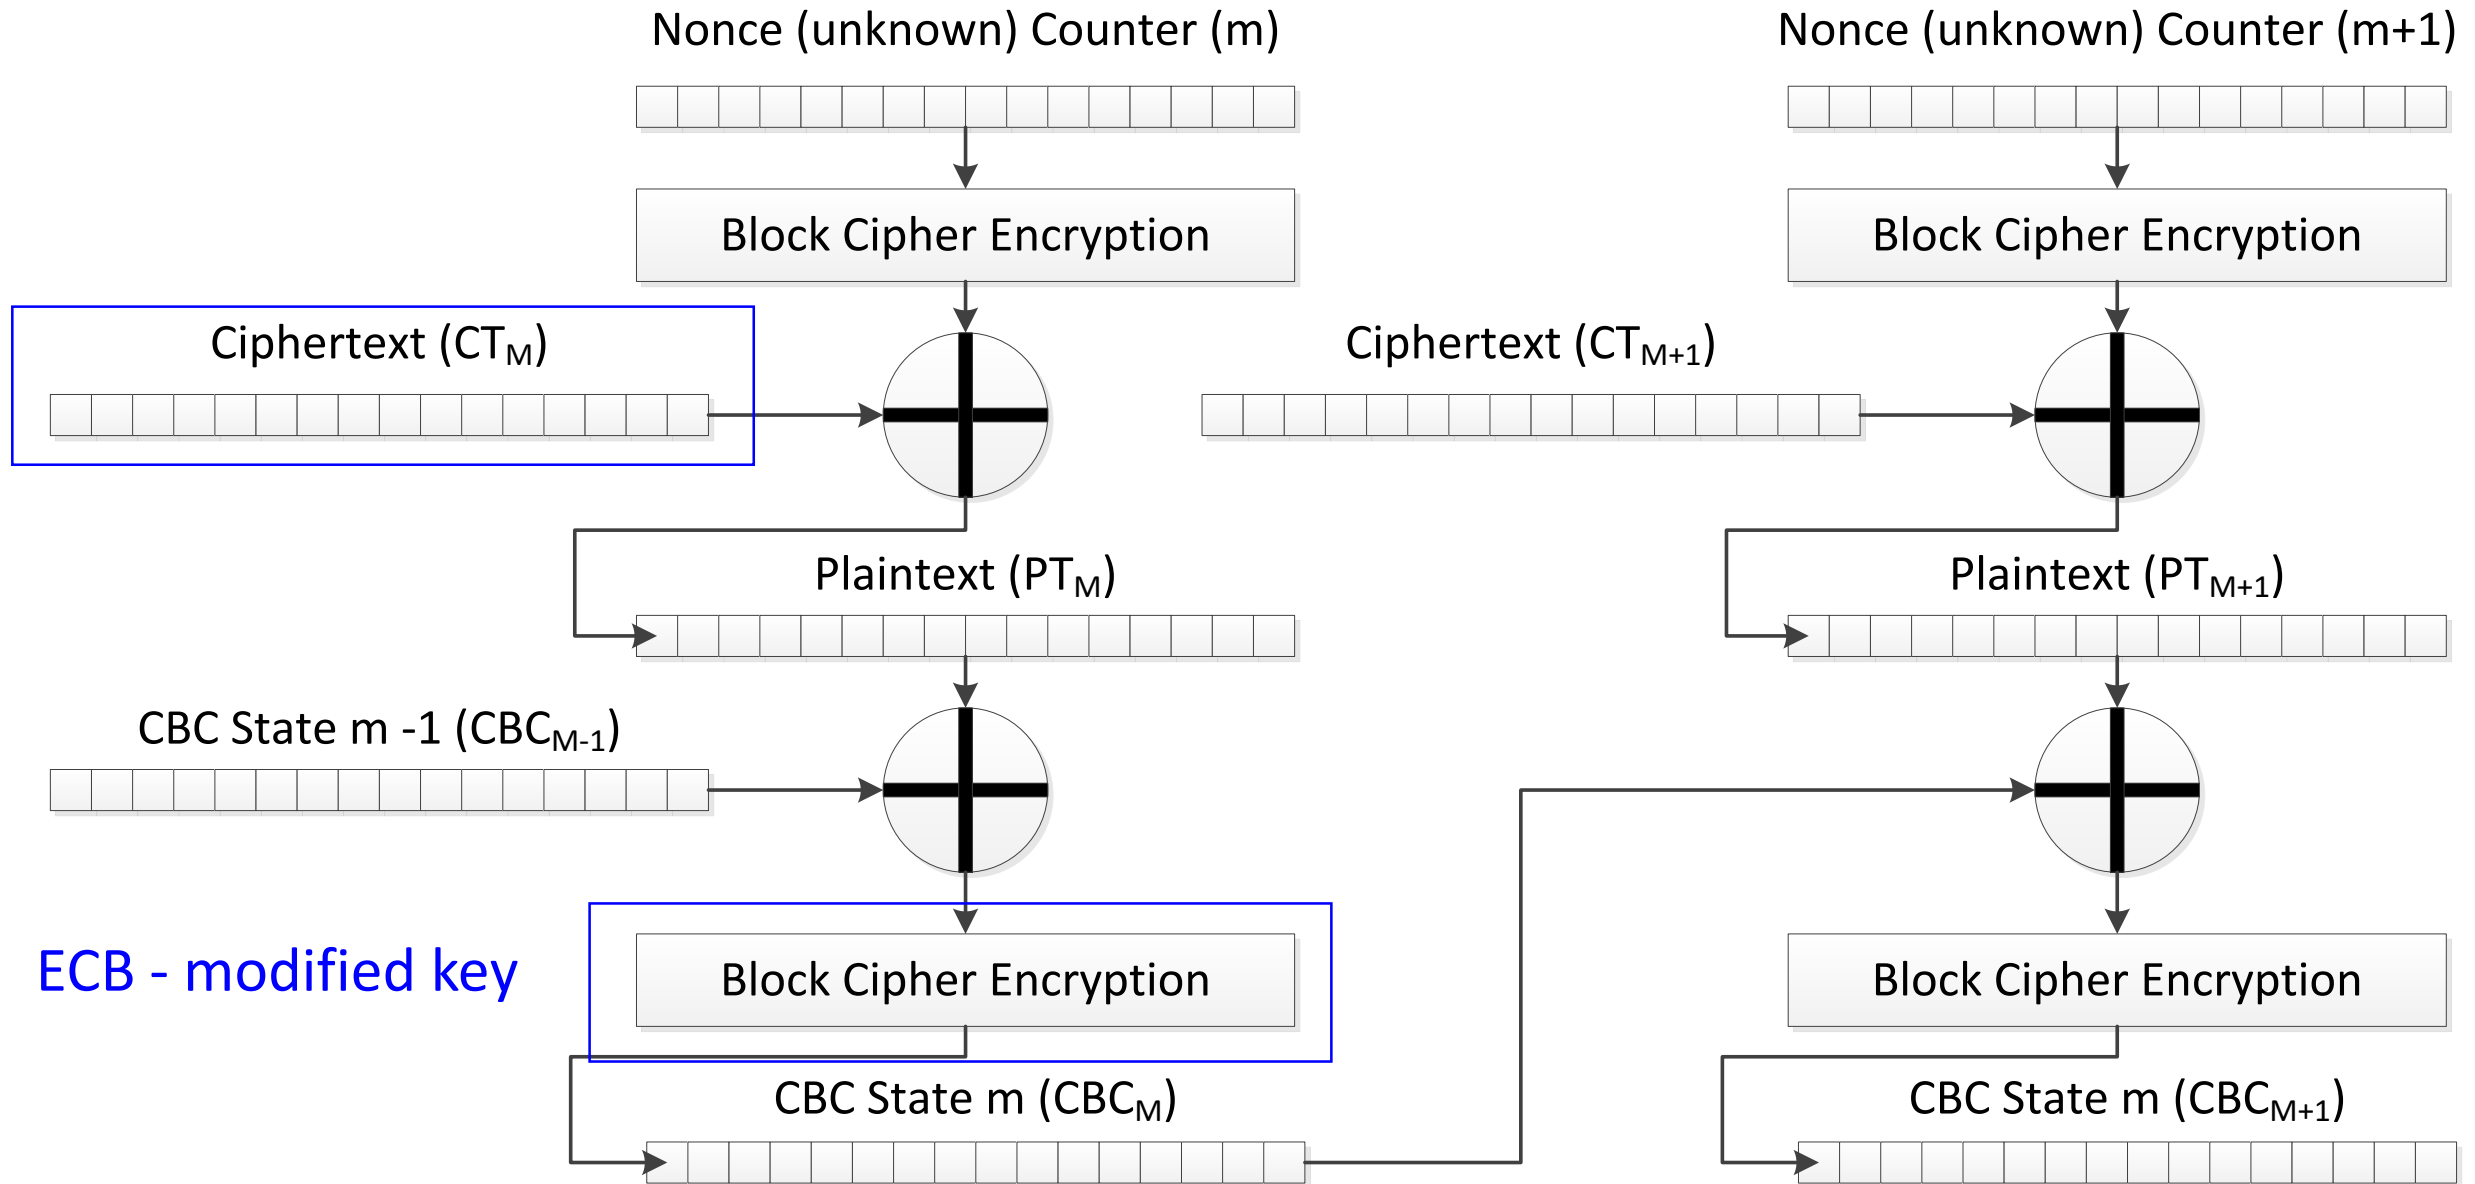 Nonce (unknown) Counter (m)
Nonce (unknown) Counter (m+1)
Block Cipher Encryption
Block Cipher Encryption
Ciphertext (CTM)
Ciphertext (CTM+1)
Plaintext (PTM)
Plaintext (PTM+1)
CBC State m -1 (CBCM-1)
ECB - modified key
Block Cipher Encryption
Block Cipher Encryption
CBC State m (CBCM)
CBC State m (CBCM+1)